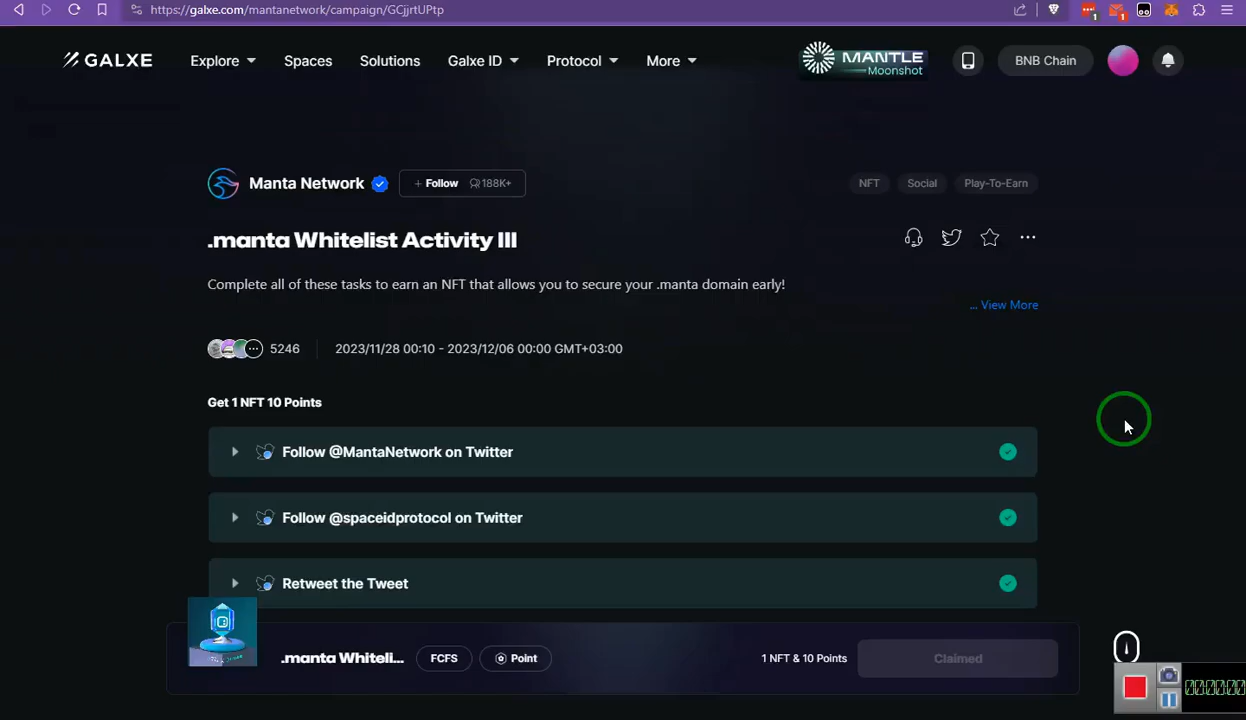 https://galxe.com/mantanetwork/campaign/GCjjrtUPtp
GALXE
Explore
Spaces
Solutions
Galxe ID
Protocol
More
MANTLE
Moonshot
BNB Chain
Manta Network
+ Follow 188K+
NFT
Social
Play-To-Earn
.manta Whitelist Activity III
Complete all of these tasks to earn an NFT that allows you to secure your .manta domain early!
... View More
5246
2023/11/28 00:10 - 2023/12/06 00:00 GMT+03:00
Get 1 NFT 10 Points
Follow @MantaNetwork on Twitter
Follow @spaceidprotocol on Twitter
Retweet the Tweet
.manta Whiteli...
FCFS
Point
1 NFT & 10 Points
Claimed